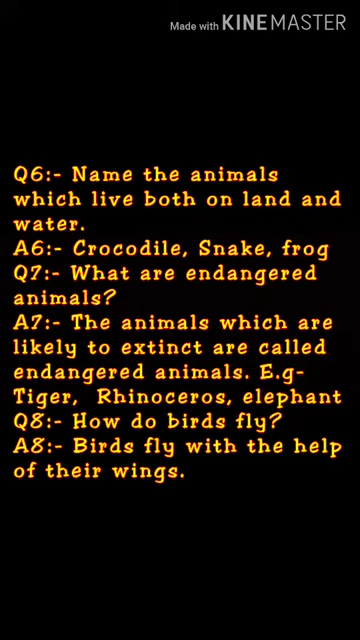 Made with KINEMASTER
Q6:- Name the animals
which live both on land and
water.
A6:- Crocodile, Snake, frog
Q7:- What are endangered
animals?
A7:- The animals which are
likely to extinct are called
endangered animals. E.g-
Tiger, Rhinoceros, elephant
Q8:- How do birds fly?
A8:- Birds fly with the help
of their wings.